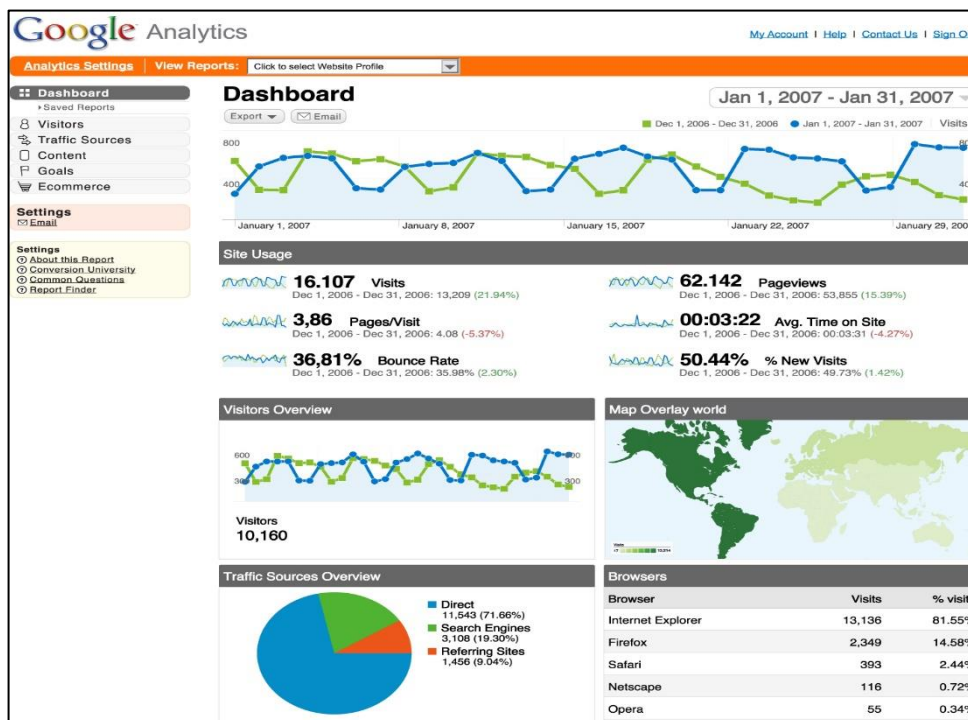 Google Analytics
My Account | Help | Contact Us | Sign O
Analytics Settings | View Reports: Click to select Website Profile
Dashboard
Saved Reports
Visitors
Traffic Sources
Content
Goals
Ecommerce
Settings
Email
Settings
About this Report
Conversion University
Common Questions
Report Finder
Dashboard
Jan 1, 2007 - Jan 31, 2007
Export Email
Dec 1, 2006 - Dec 31, 2006 Jan 1, 2007 - Jan 31, 2007 Visits
800 80
400 40
January 1, 2007 January 8, 2007 January 15, 2007 January 22, 2007 January 29, 200
Site Usage
16.107 Visits
Dec 1, 2006 - Dec 31, 2006: 13,209 (21.94%)
62.142 Pageviews
Dec 1, 2006 - Dec 31, 2006: 53,855 (15.39%)
3,86 Pages/Visit
Dec 1, 2006 - Dec 31, 2006: 4.08 (-5.37%)
00:03:22 Avg. Time on Site
Dec 1, 2006 - Dec 31, 2006: 00:03:31 (-4.27%)
36,81% Bounce Rate
Dec 1, 2006 - Dec 31, 2006: 35.98% (2.30%)
50.44% % New Visits
Dec 1, 2006 - Dec 31, 2006: 49.73% (1.42%)
Visitors Overview
600 600
300 300
Visitors
10,160
Map Overlay world
Visits
Traffic Sources Overview
Direct
11,543 (71.66%)
Search Engines
3,108 (19.30%)
Referring Sites
1,456 (9.04%)
Browsers
Browser Visits % visit
Internet Explorer 13,136 81.55%
Firefox 2,349 14.58%
Safari 393 2.44%
Netscape 116 0.72%
Opera 55 0.34%